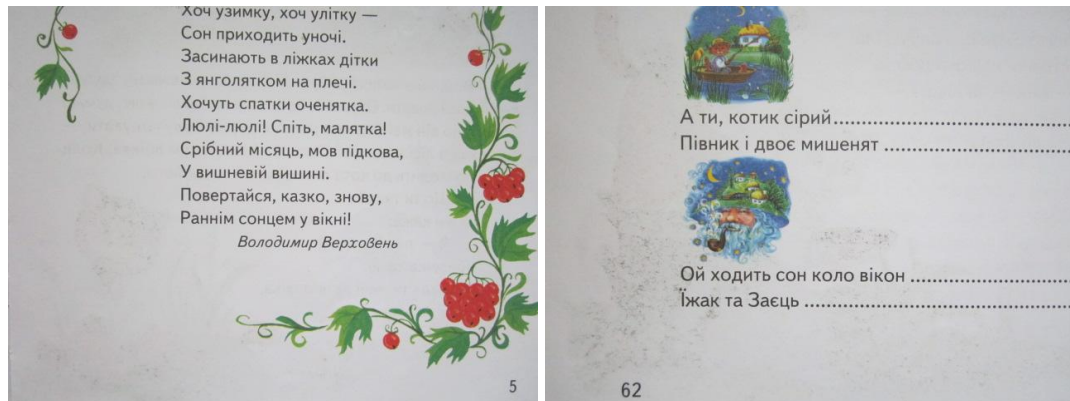 Хоч узимку, хоч улітку —
Сон приходить уночі.
Засинають в ліжках дітки
З янголятком на плечі.
Хочуть спатки оченятка.
Люлі-люлі! Спіть, малятка!
Срібний місяць, мов підкова,
У вишневій вишині.
Повертайся, казко, знову,
Раннім сонцем у вікні!
Володимир Верховень
5
А ти, котик сірий
Півник і двоє мишенят
Ой ходить сон коло вікон
Їжак та Заєць
62